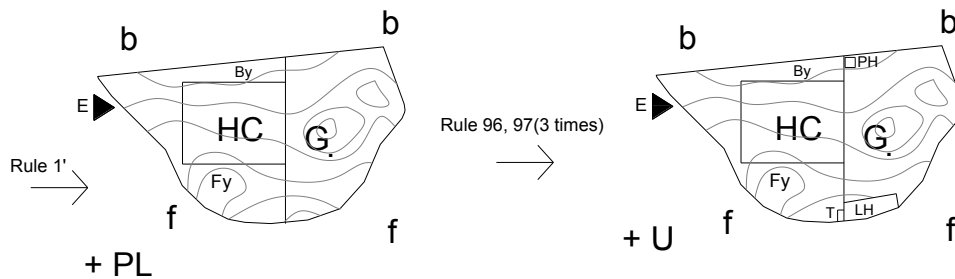 b
b
By
E
HC
G.
Rule 1'
Fy
f
f
+ PL
Rule 96, 97(3 times)
b
b
PH
By
E
HC
G.
Fy
T
LH
f
f
+ U